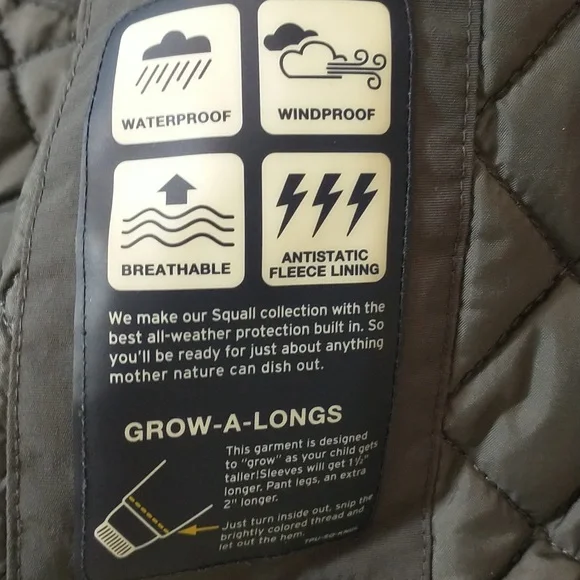 WATERPROOF
WINDPROOF
BREATHABLE
ANTISTATIC
FLEECE LINING
We make our Squall collection with the
best all-weather protection built in. So
you'll be ready for just about anything
mother nature can dish out.
GROW-A-LONGS
This garment is designed
to "grow" as your child gets
taller!Sleeves will get 1½"
longer. Pant legs, an extra
2" longer.
Just turn inside out, snip the
brightly colored thread and
let out the hem.